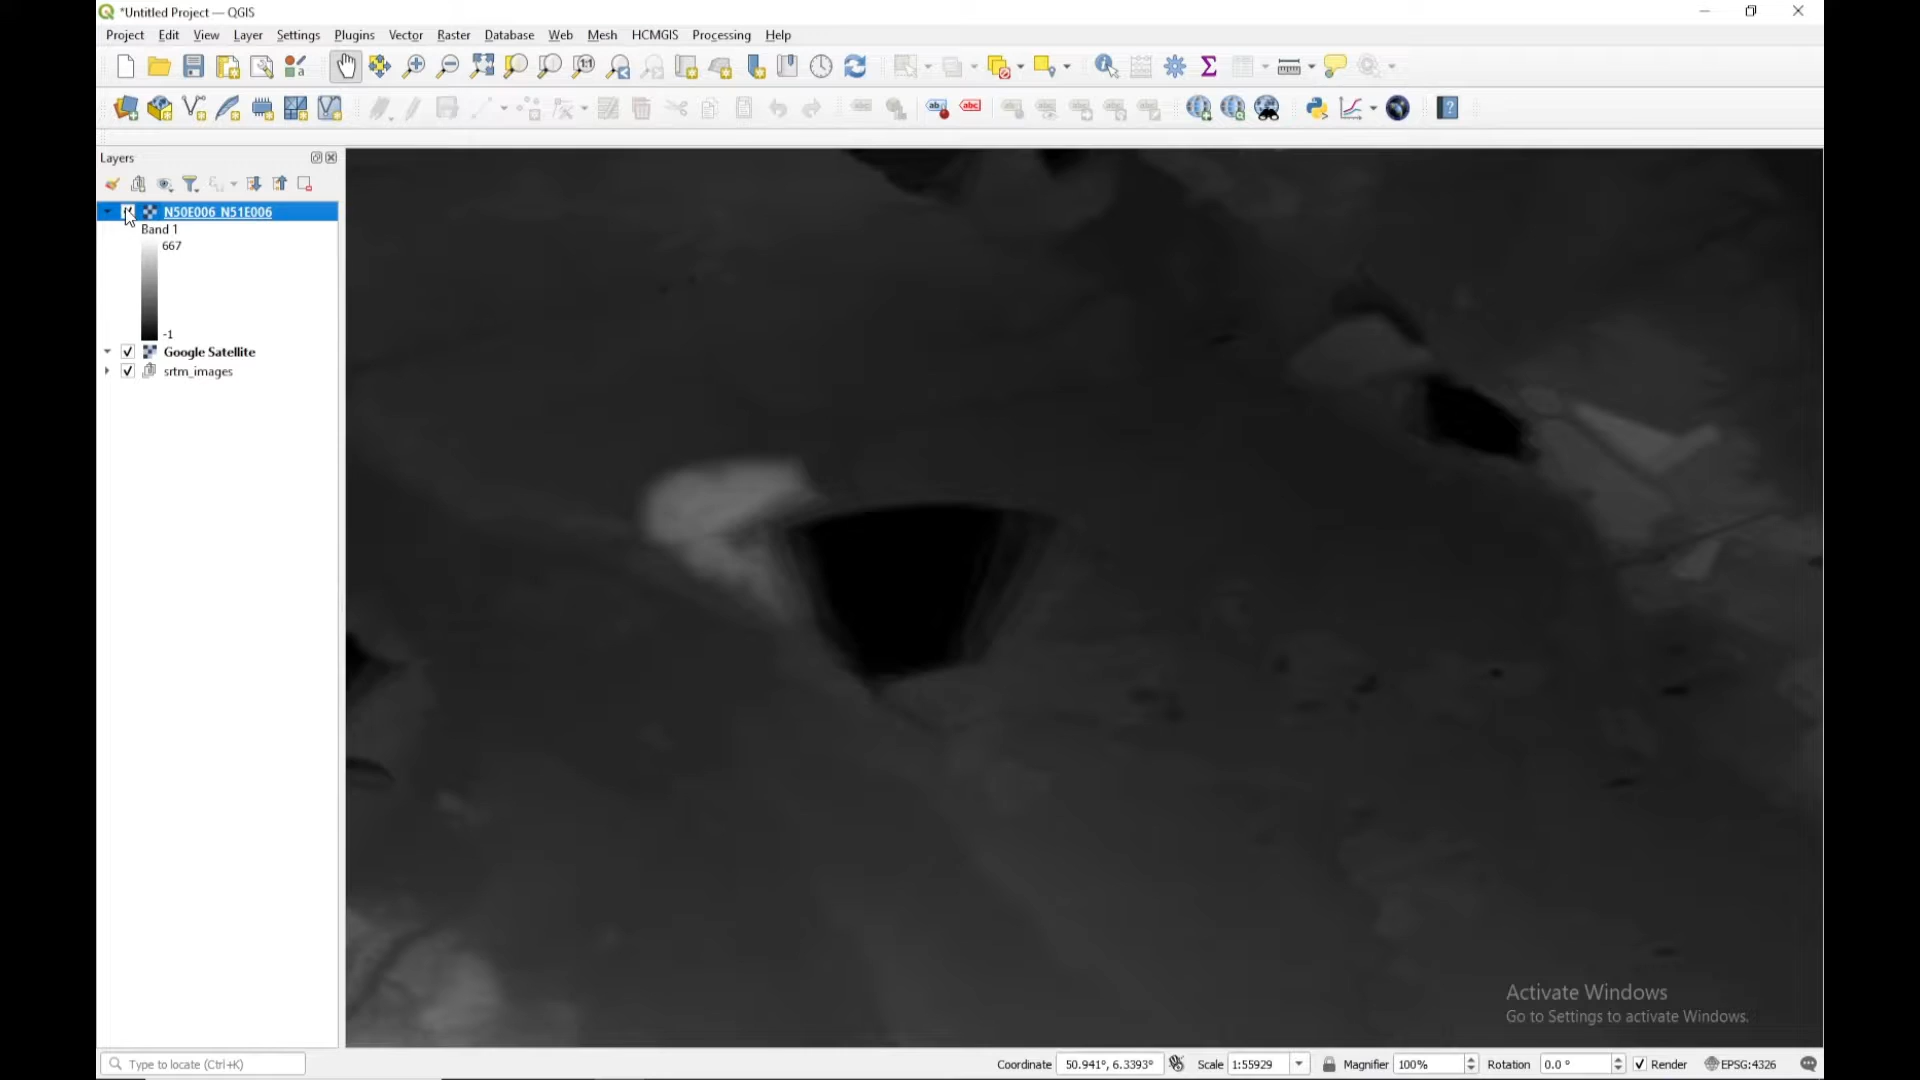 *Untitled Project — QGIS
Project Edit View Layer Settings Plugins Vector Raster Database Web Mesh HCMGIS Processing Help
Layers
N50E006 N51E006
Band 1
667
-1
Google Satellite
srtm_images
Activate Windows
Go to Settings to activate Windows.
Type to locate (Ctrl+K)
Coordinate 50.941°, 6.3393° Scale 1:55929 Magnifier 100% Rotation 0.0 ° Render EPSG:4326